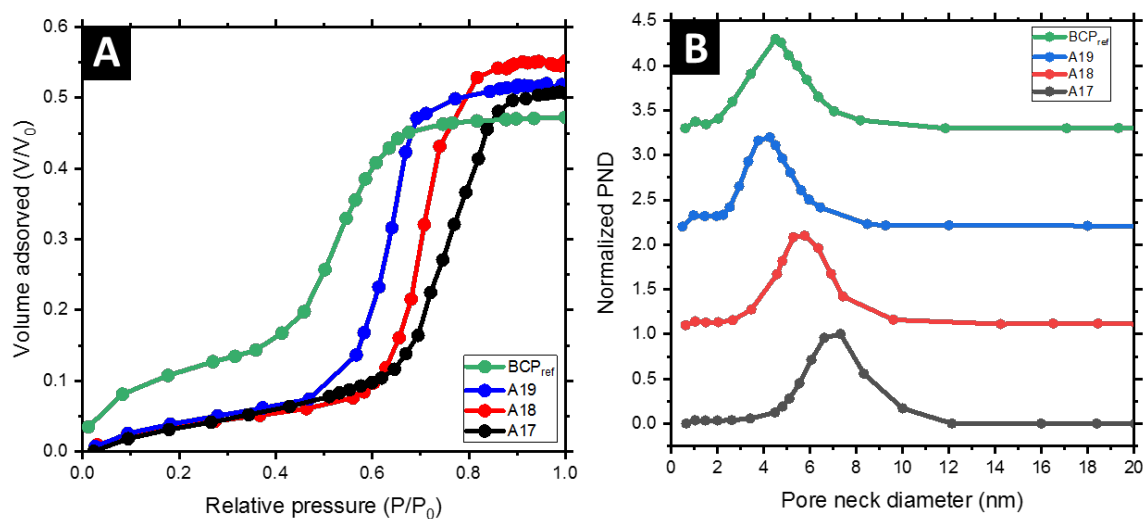 A
Volume adsorved (V/V₀)
0.6
0.5
0.4
0.3
0.2
0.1
0.0
BCPref
A19
A18
A17
0.0 0.2 0.4 0.6 0.8 1.0
Relative pressure (P/P₀)
B
Normalized PND
4.5
4.0
3.5
3.0
2.5
2.0
1.5
1.0
0.5
0.0
BCPref
A19
A18
A17
0 2 4 6 8 10 12 14 16 18 20
Pore neck diameter (nm)